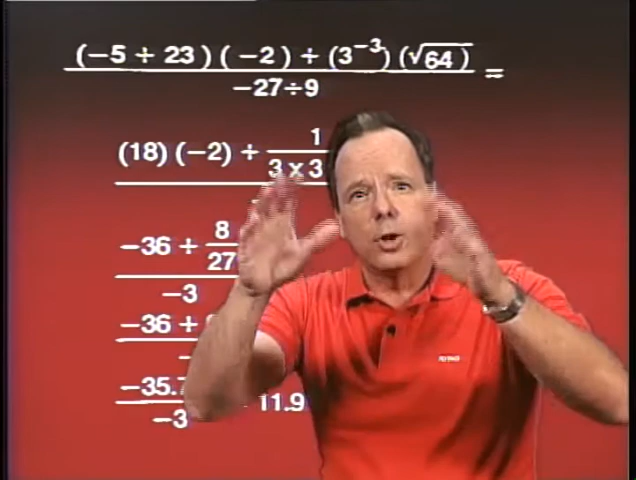 (−5 + 23)(−2) + (3⁻³)(√64)
−27÷9
=
(18)(−2) + 1
3 x 3
−36 + 8
27
−3
−36 +
−35.
−3
11.9